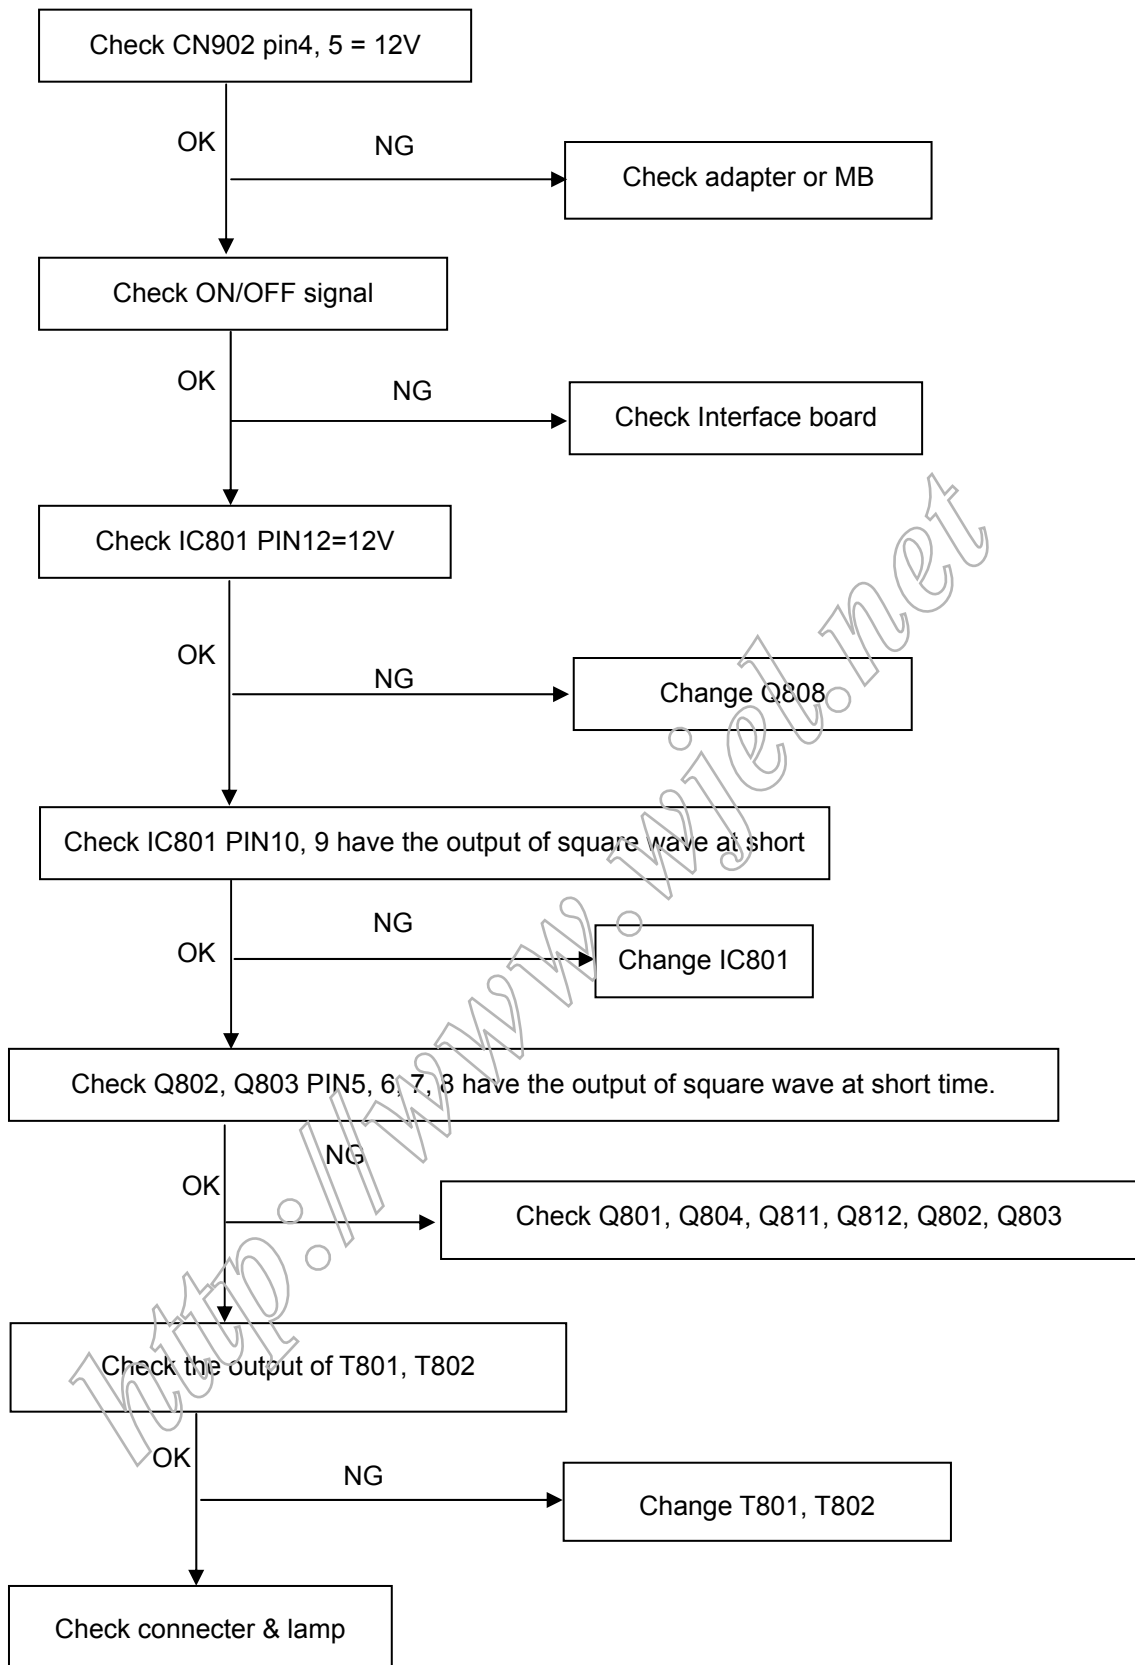 Check CN902 pin4, 5 = 12V
OK
NG
Check adapter or MB
Check ON/OFF signal
OK
NG
Check Interface board
Check IC801 PIN12=12V
OK
NG
Change Q808
Check IC801 PIN10, 9 have the output of square wave at short
NG
OK
Change IC801
Check Q802, Q803 PIN5, 6, 7, 8 have the output of square wave at short time.
NG
OK
Check Q801, Q804, Q811, Q812, Q802, Q803
Check the output of T801, T802
OK
NG
Change T801, T802
Check connecter & lamp
http://www.wjel.net